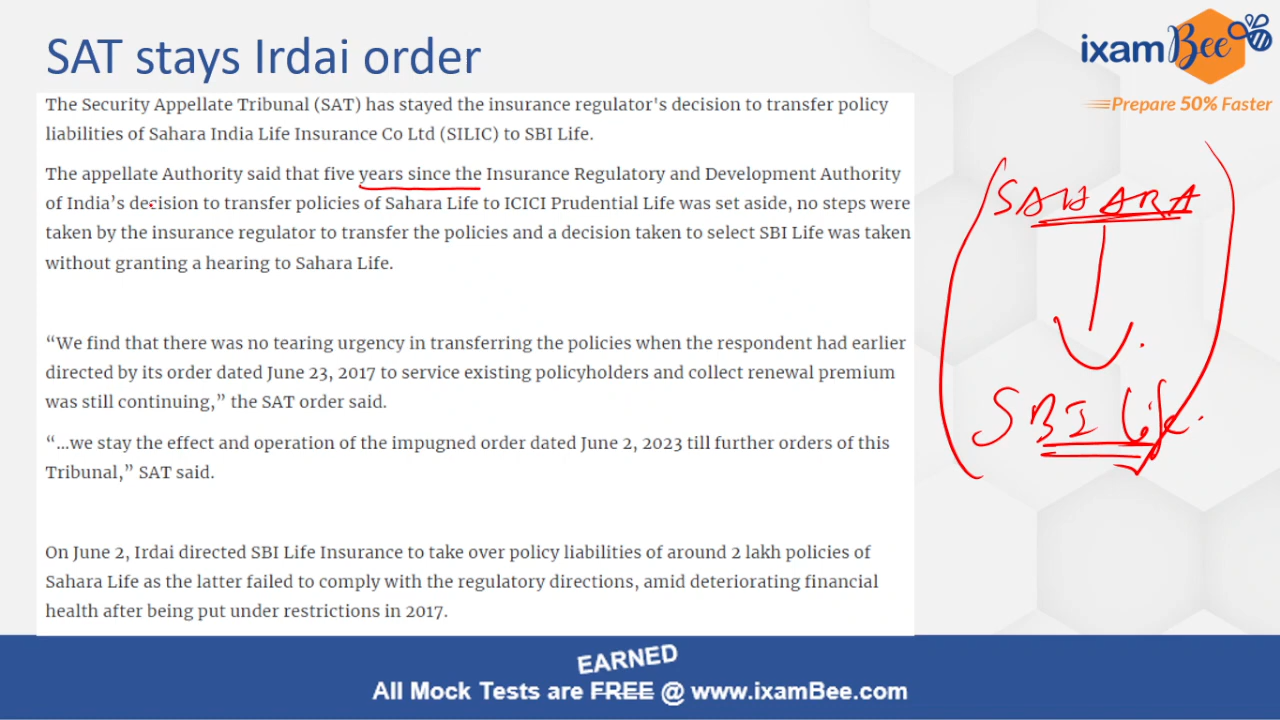 SAT stays Irdai order
ixamBee
Prepare 50% Faster
The Security Appellate Tribunal (SAT) has stayed the insurance regulator's decision to transfer policy
liabilities of Sahara India Life Insurance Co Ltd (SILIC) to SBI Life.
The appellate Authority said that five years since the Insurance Regulatory and Development Authority
of India's decision to transfer policies of Sahara Life to ICICI Prudential Life was set aside, no steps were
taken by the insurance regulator to transfer the policies and a decision taken to select SBI Life was taken
without granting a hearing to Sahara Life.
“We find that there was no tearing urgency in transferring the policies when the respondent had earlier
directed by its order dated June 23, 2017 to service existing policyholders and collect renewal premium
was still continuing,” the SAT order said.
“…we stay the effect and operation of the impugned order dated June 2, 2023 till further orders of this
Tribunal,” SAT said.
On June 2, Irdai directed SBI Life Insurance to take over policy liabilities of around 2 lakh policies of
Sahara Life as the latter failed to comply with the regulatory directions, amid deteriorating financial
health after being put under restrictions in 2017.
SAHARA
SBI life
EARNED
All Mock Tests are FREE @ www.ixamBee.com